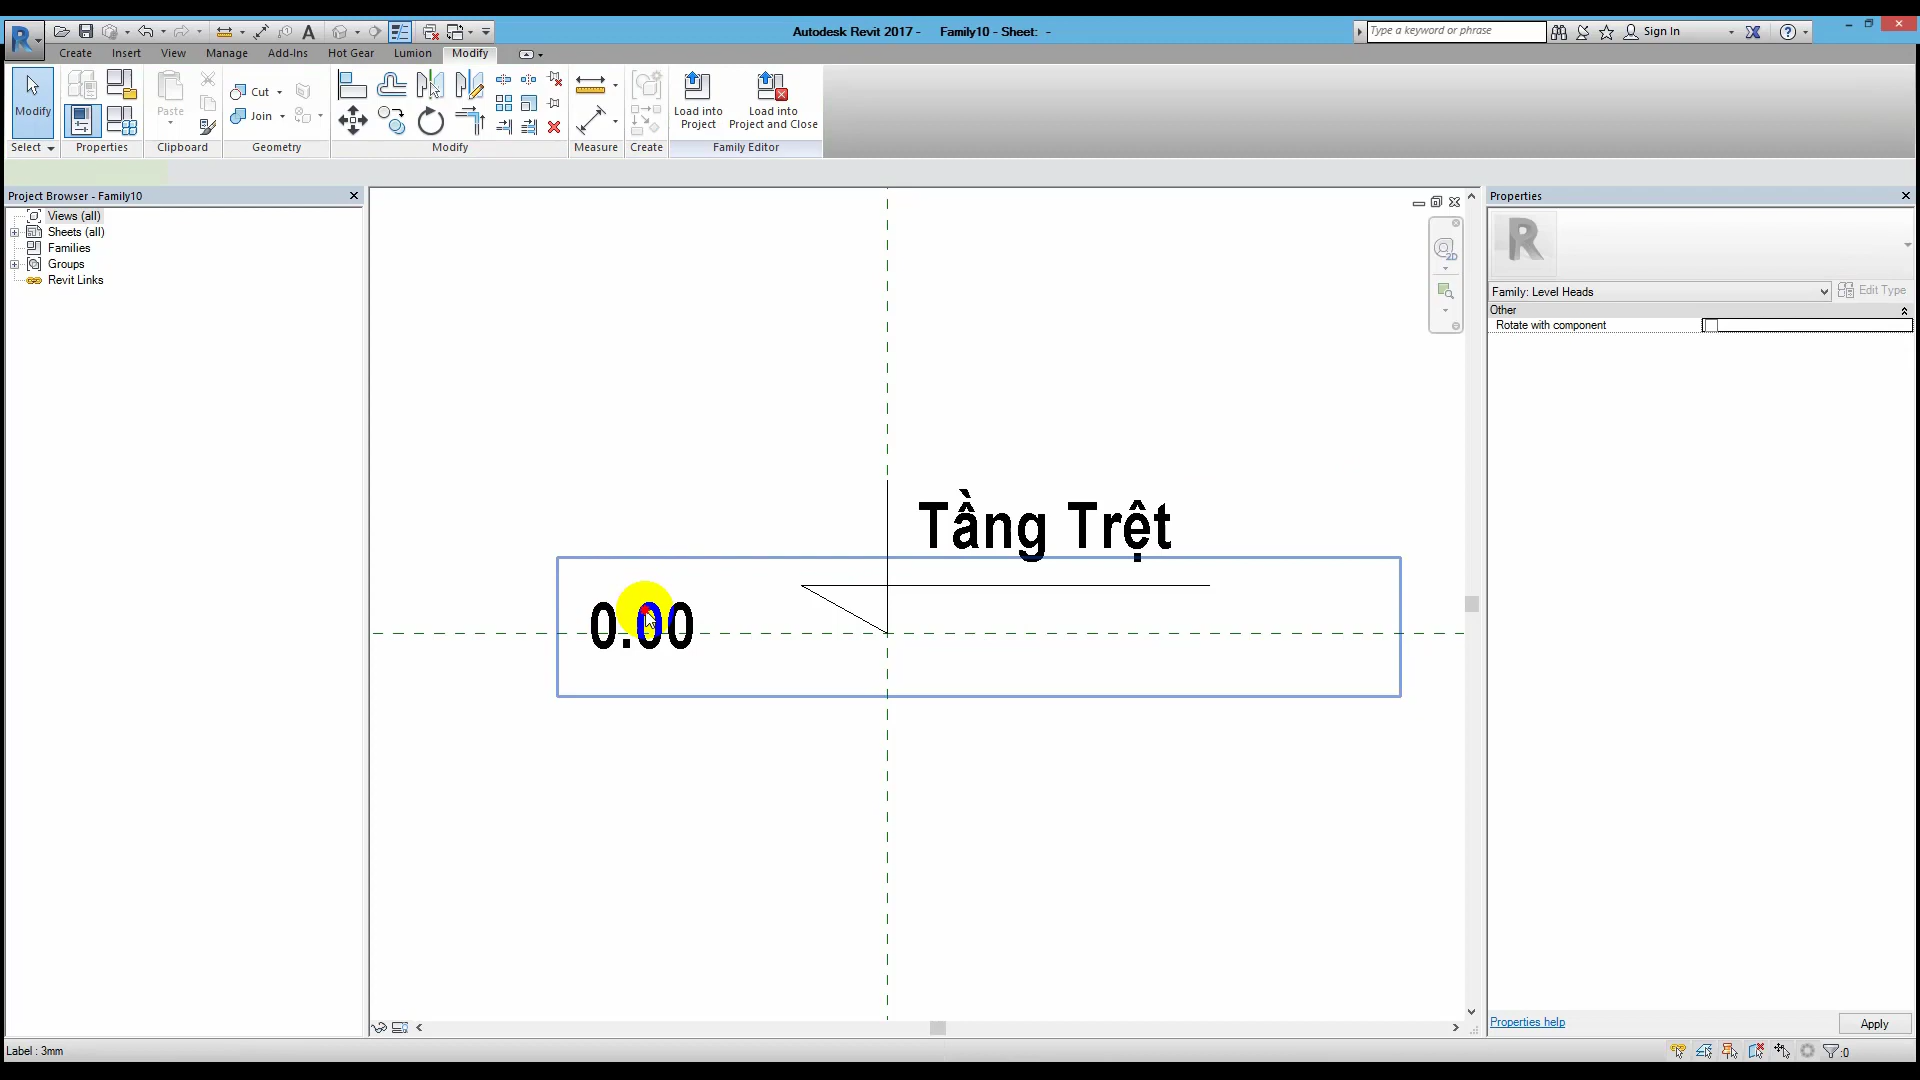 Autodesk Revit 2017 - Family10 - Sheet: -
Type a keyword or phrase
Sign In
Create Insert View Manage Add-Ins Hot Gear Lumion Modify
Modify
Paste
Cut
Join
Load into Project
Load into Project and Close
Select Properties Clipboard Geometry Modify Measure Create Family Editor
Project Browser - Family10
Views (all)
Sheets (all)
Families
Groups
Revit Links
2D
Tầng Trệt
0.00
Properties
R
Family: Level Heads
Edit Type
Other
Rotate with component
Properties help
Apply
Label : 3mm
:0